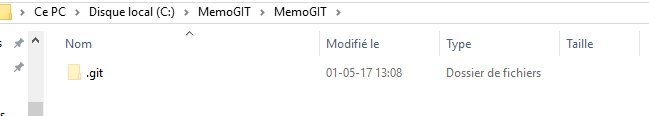 Ce PC > Disque local (C:) > MemoGIT > MemoGIT >
Nom Modifié le Type Taille
.git 01-05-17 13:08 Dossier de fichiers